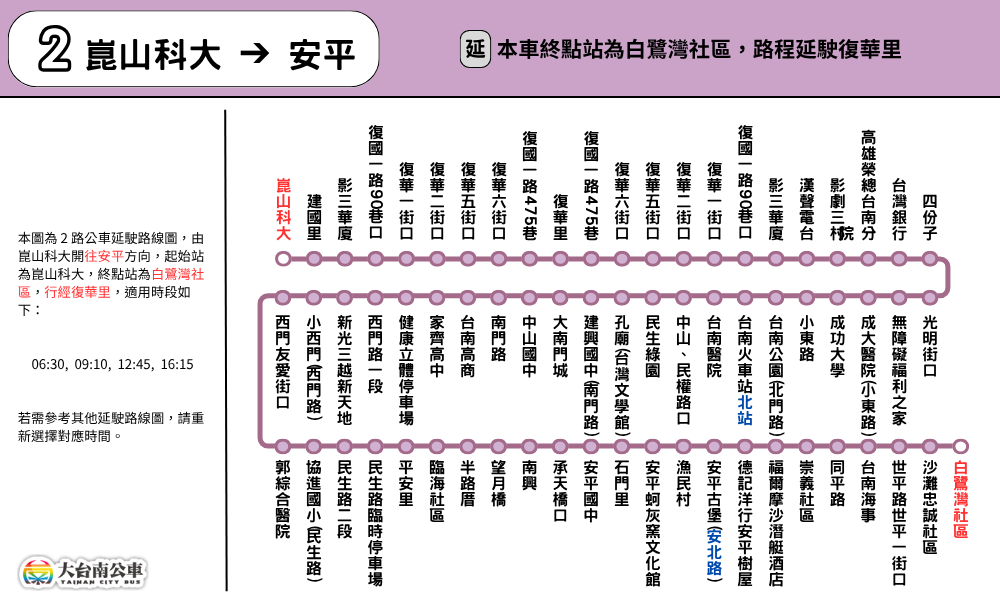 2 崑山科大 → 安平
延 本車終點站為白鷺灣社區，路程延駛復華里
本圖為 2 路公車延駛路線圖，由
崑山科大開往安平方向，起始站
為崑山科大，終點站為白鷺灣社
區，行經復華里，適用時段如
下：
06:30, 09:10, 12:45, 16:15
若需參考其他延駛路線圖，請重
新選擇對應時間。
崑山科大
建國里
影三華廈
復國一路90巷口
復華一街口
復華二街口
復華五街口
復華六街口
復國一路475巷
復華里
復國一路475巷
復華六街口
復華五街口
復華二街口
復華一街口
復國一路90巷口
影三華廈
漢聲電台
影劇三村
高雄榮總台南分院
台灣銀行
四份子
西門友愛街口
小西門(西門路)
新光三越新天地
西門路一段
健康立體停車場
家齊高中
台南高商
南門路
中山國中
大南門城
建興國中(南門路)
孔廟(台灣文學館)
民生綠園
中山、民權路口
台南醫院
台南火車站北站
台南公園(北門路)
小東路
成功大學
成大醫院(小東路)
無障礙福利之家
光明街口
郭綜合醫院
協進國小(民生路)
民生路二段
民生路臨時停車場
平安里
臨海社區
半路厝
望月橋
南興
承天橋口
安平國中
石門里
安平蚵灰窯文化館
漁民村
安平古堡(安北路)
德記洋行安平樹屋
福爾摩沙潛艇酒店
崇義社區
同平路
台南海事
世平路世平一街口
沙灘忠誠社區
白鷺灣社區
大台南公車
TAINAN CITY BUS